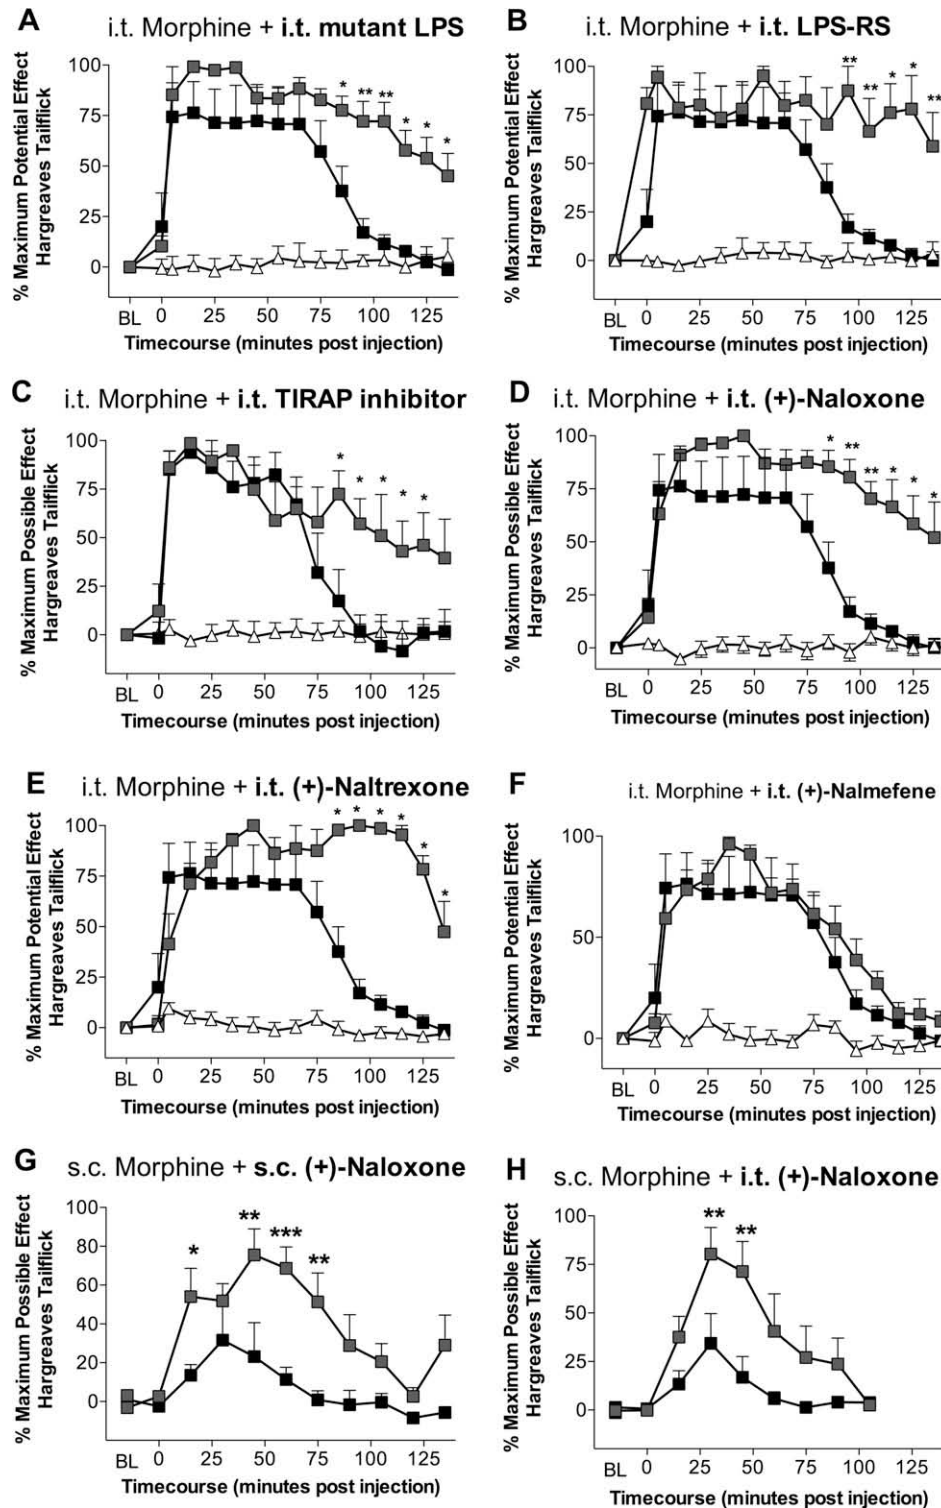 A
i.t. Morphine + i.t. mutant LPS
% Maximum Potential Effect
Hargreaves Tailflick
100
75
50
25
0
* ** ** * * *
BL 0 25 50 75 100 125
Timecourse (minutes post injection)
B
i.t. Morphine + i.t. LPS-RS
% Maximum Potential Effect
Hargreaves Tailflick
100
75
50
25
0
** ** * * **
BL 0 25 50 75 100 125
Timecourse (minutes post injection)
C
i.t. Morphine + i.t. TIRAP inhibitor
% Maximum Possible Effect
Hargreaves Tailflick
100
75
50
25
0
* * * * *
BL 0 25 50 75 100 125
Timecourse (minutes post injection)
D
i.t. Morphine + i.t. (+)-Naloxone
% Maximum Possible Effect
Hargreaves Tailflick
100
75
50
25
0
* ** ** * * *
BL 0 25 50 75 100 125
Timecourse (minutes post injection)
E
i.t. Morphine + i.t. (+)-Naltrexone
% Maximum Potential Effect
Hargreaves Tailflick
100
75
50
25
0
* * * * * *
BL 0 25 50 75 100 125
Timecourse (minutes post injection)
F
i.t. Morphine + i.t. (+)-Nalmefene
% Maximum Potential Effect
Hargreaves Tailflick
100
50
0
BL 0 25 50 75 100 125
Timecourse (minutes post injection)
G
s.c. Morphine + s.c. (+)-Naloxone
% Maximum Possible Effect
Hargreaves Tailflick
100
80
60
40
20
0
* ** *** **
BL 0 25 50 75 100 125
Timecourse (minutes post injection)
H
s.c. Morphine + i.t. (+)-Naloxone
% Maximum Possible Effect
Hargreaves Tailflick
100
75
50
25
0
** **
BL 0 25 50 75 100 125
Timecourse (minutes post injection)